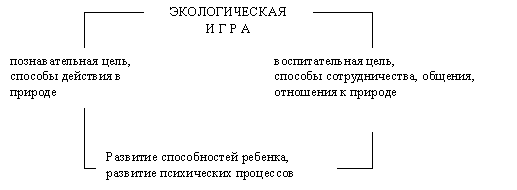 ЭКОЛОГИЧЕСКАЯ
И Г Р А
познавательная цель,
способы действия в
природе
воспитательная цель,
способы сотрудничества, общения,
отношения к природе
Развитие способностей ребенка,
развитие психических процессов